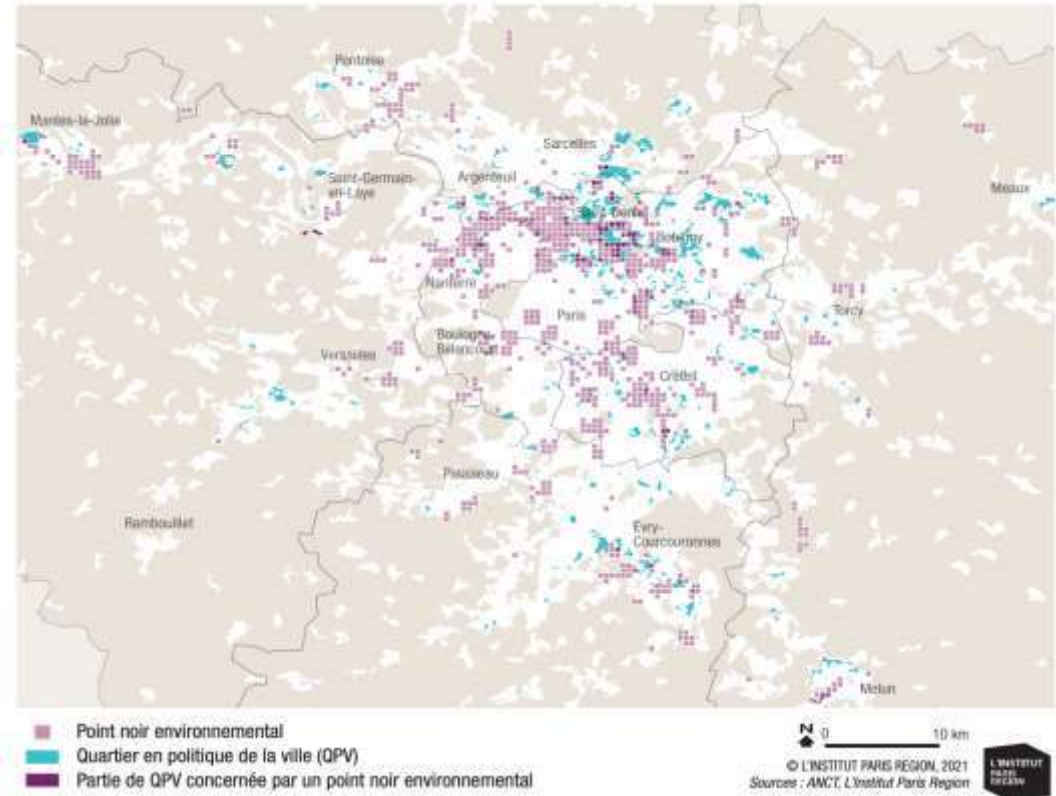 Pontoise
Mantes-la-Jolie
Sarcelles
Saint-Germain-
en-Laye
Argenteuil
Meaux
Saint-Denis
Bobigny
Nanterre
Torcy
Paris
Boulogne-
Billancourt
Versailles
Créteil
Palaiseau
Rambouillet
Evry-
Courcouronnes
Melun
Point noir environnemental
Quartier en politique de la ville (QPV)
Partie de QPV concernée par un point noir environnemental
N 0 10 km
© L'INSTITUT PARIS REGION, 2021
Sources : ANCT, L'Institut Paris Region
L'INSTITUT
PARIS
REGION